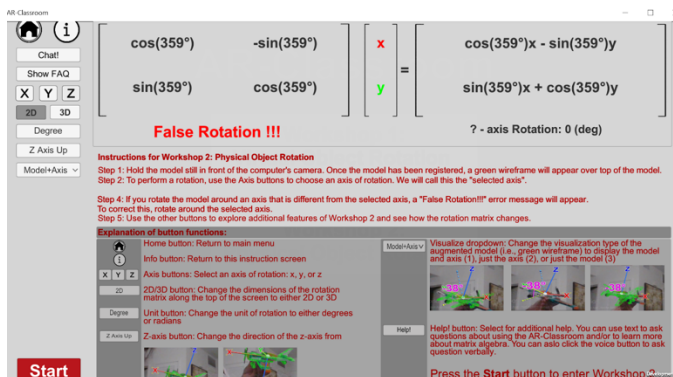 AR-Classroom
Chat!
Show FAQ
X Y Z
2D 3D
Degree
Z Axis Up
Model+Axis
Start
cos(359°) -sin(359°) x cos(359°)x - sin(359°)y
=
sin(359°) cos(359°) y sin(359°)x + cos(359°)y
False Rotation !!! ? - axis Rotation: 0 (deg)
Instructions for Workshop 2: Physical Object Rotation
Step 1: Hold the model still in front of the computer's camera. Once the model has been registered, a green wireframe will appear over top of the model.
Step 2: To perform a rotation, use the Axis buttons to choose an axis of rotation. We will call this the "selected axis".
Step 4: If you rotate the model around an axis that is different from the selected axis, a "False Rotation!!!" error message will appear.
To correct this, rotate around the selected axis.
Step 5: Use the other buttons to explore additional features of Workshop 2 and see how the rotation matrix changes.
Explanation of button functions:
Home button: Return to main menu
Info button: Return to this instruction screen
X Y Z Axis buttons: Select an axis of rotation: x, y, or z
2D 2D/3D button: Change the dimensions of the rotation
matrix along the top of the screen to either 2D or 3D
Degree Unit button: Change the unit of rotation to either degrees
or radians
Z Axis Up Z-axis button: Change the direction of the z-axis from
Model+Axis Visualize dropdown: Change the visualization type of the
augmented model (i.e., green wireframe) to display the model
and axis (1), just the axis (2), or just the model (3)
-38° -38° -38°
Help! Help! button: Select for additional help. You can use text to ask
questions about using the AR-Classroom and/or to learn more
about matrix algebra. You can aslo click the voice button to ask
question verbally.
Press the Start button to enter Workshop